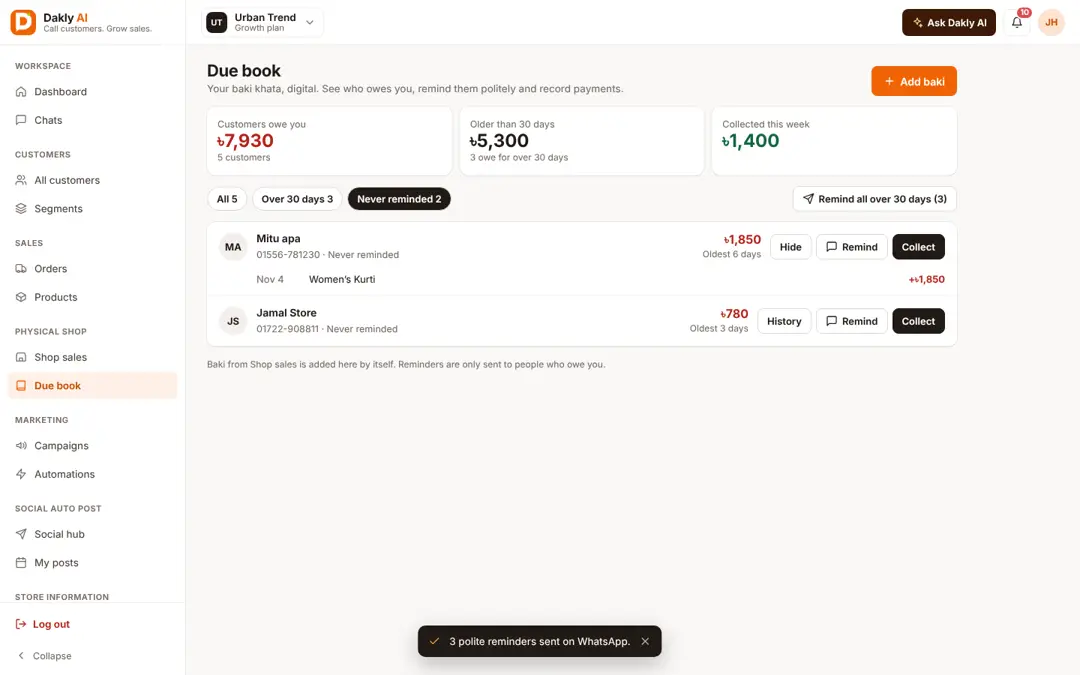 Dakly AI
Call customers. Grow sales.
UT
Urban Trend
Growth plan
Ask Dakly AI
10
JH
WORKSPACE
Dashboard
Chats
CUSTOMERS
All customers
Segments
SALES
Orders
Products
PHYSICAL SHOP
Shop sales
Due book
MARKETING
Campaigns
Automations
SOCIAL AUTO POST
Social hub
My posts
STORE INFORMATION
Log out
Collapse
Due book
Your baki khata, digital. See who owes you, remind them politely and record payments.
+ Add baki
Customers owe you
৳7,930
5 customers
Older than 30 days
৳5,300
3 owe for over 30 days
Collected this week
৳1,400
All 5
Over 30 days 3
Never reminded 2
Remind all over 30 days (3)
MA
Mitu apa
01556-781230 · Never reminded
৳1,850
Oldest 6 days
Hide
Remind
Collect
Nov 4 Women's Kurti +৳1,850
JS
Jamal Store
01722-908811 · Never reminded
৳780
Oldest 3 days
History
Remind
Collect
Baki from Shop sales is added here by itself. Reminders are only sent to people who owe you.
3 polite reminders sent on WhatsApp.